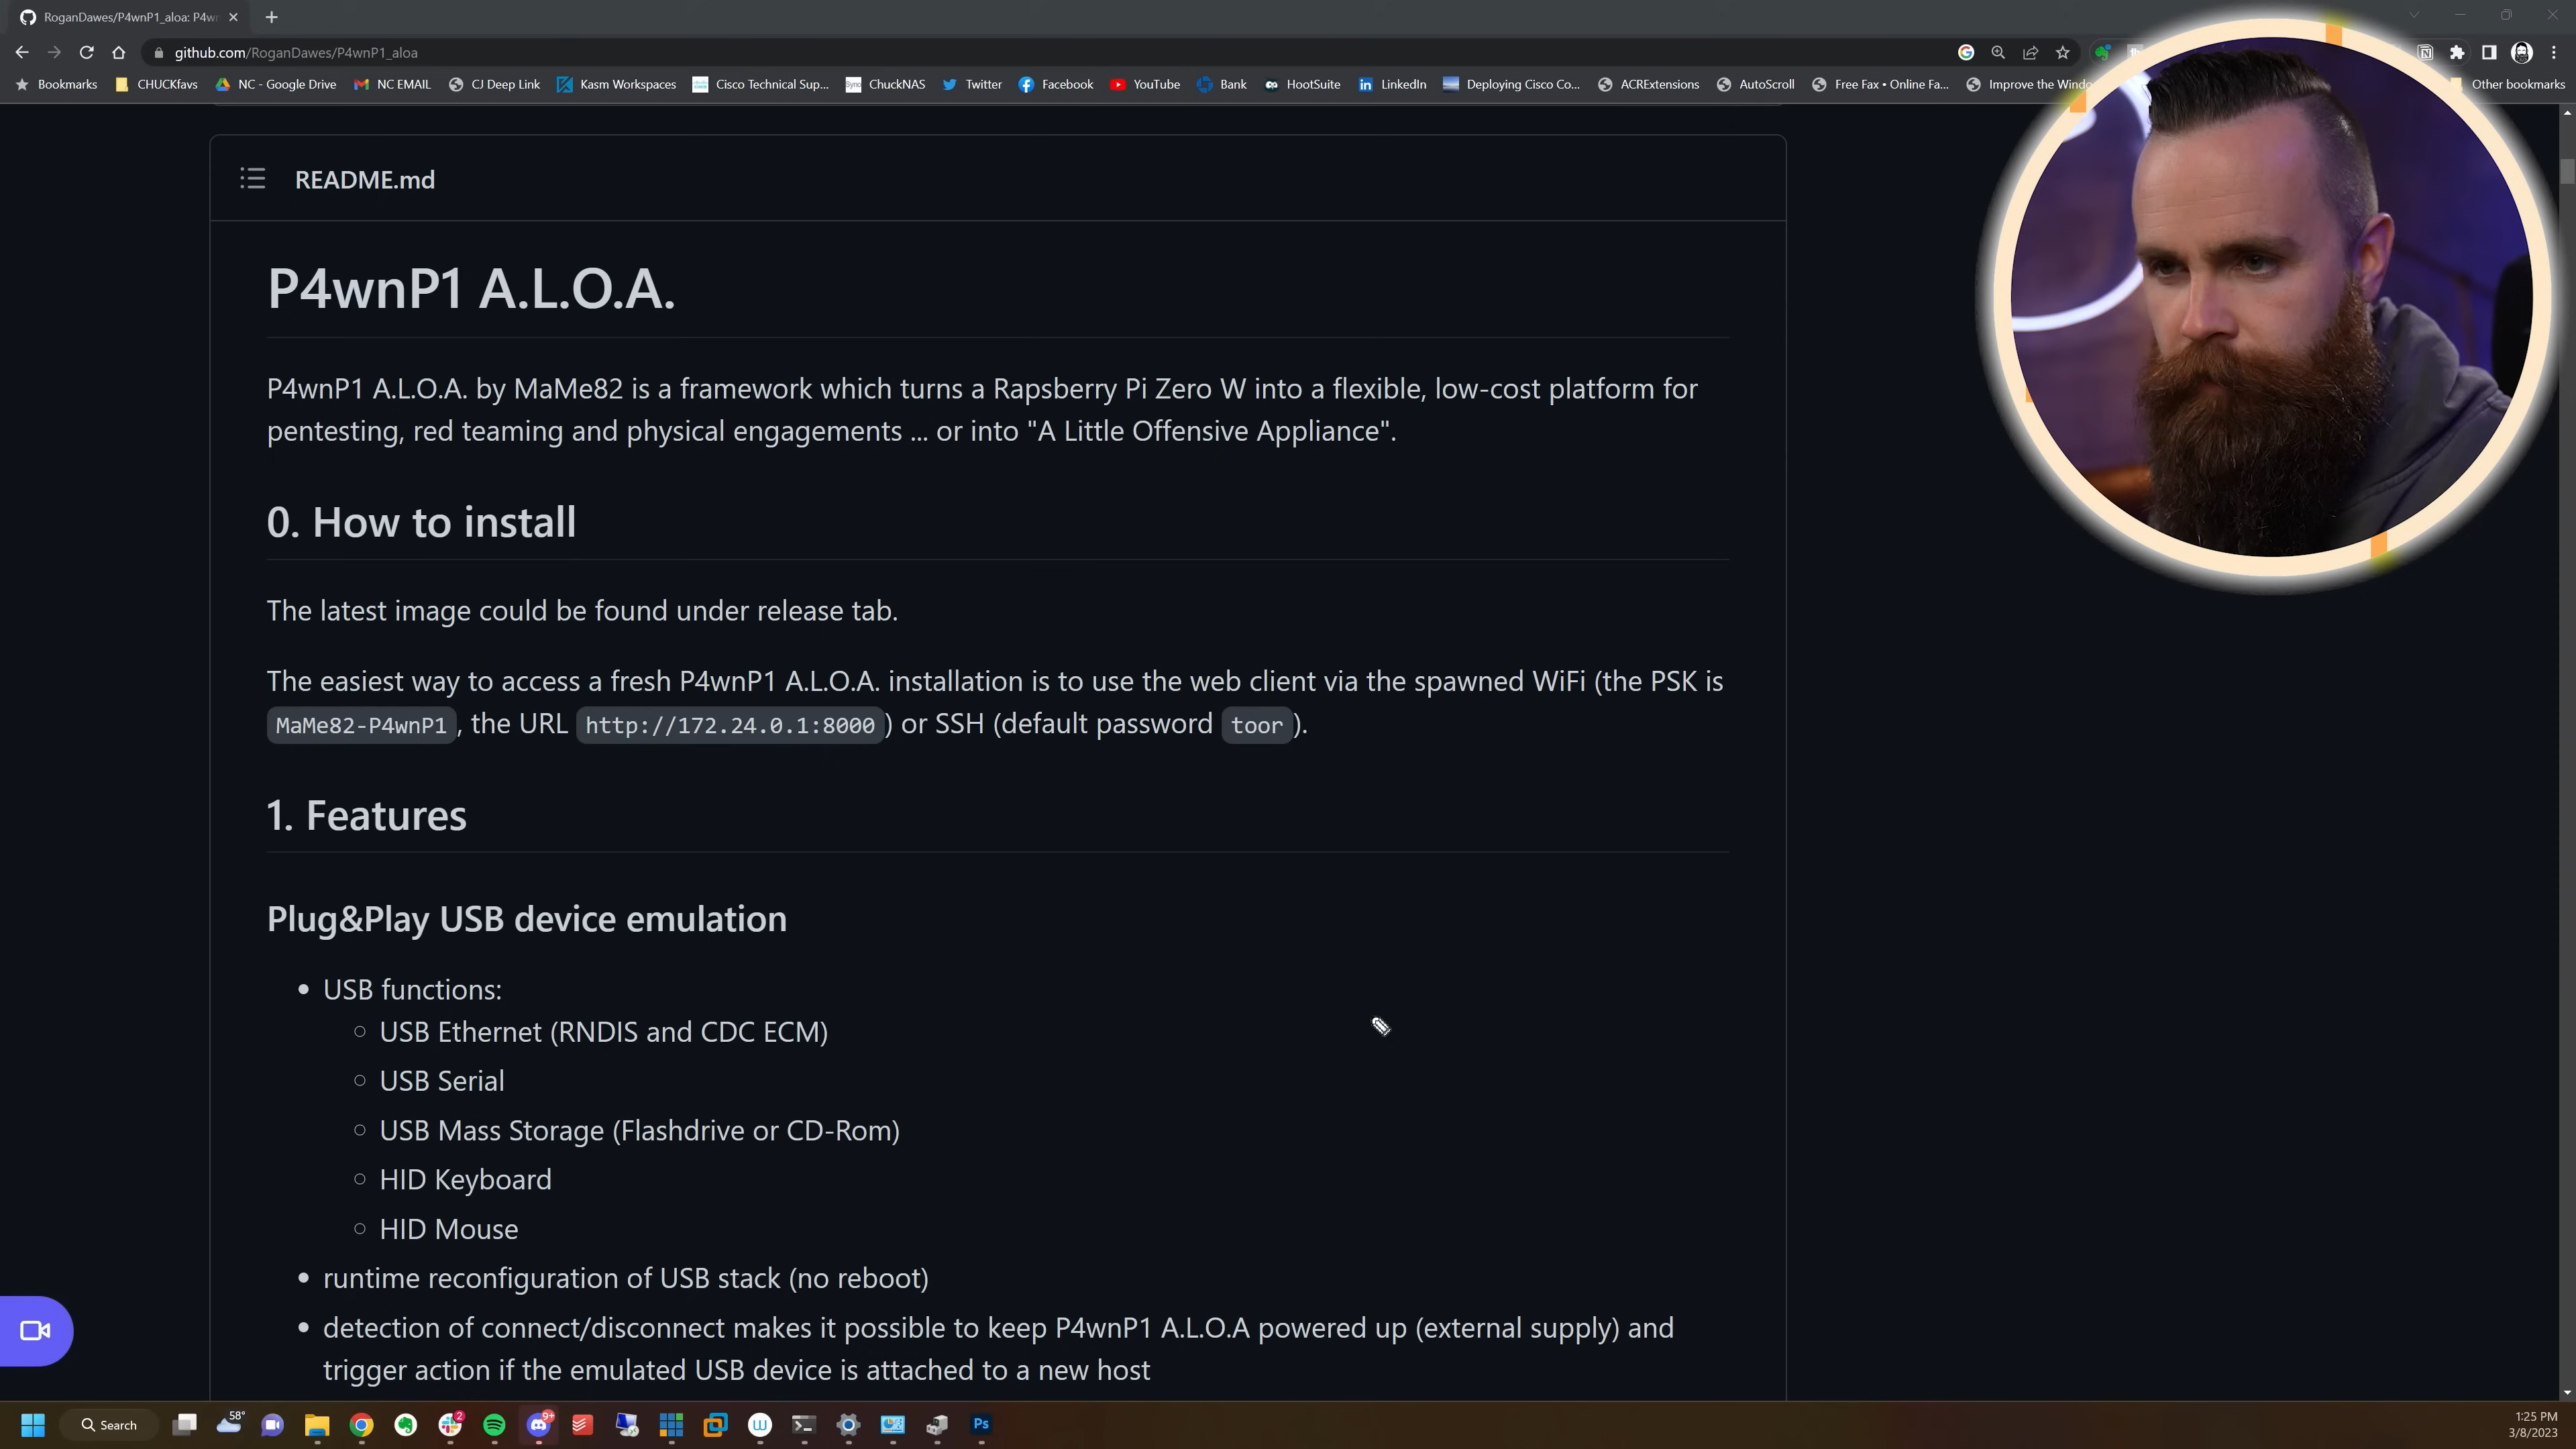 RoganDawes/P4wnP1_aloa: P4wn
github.com/RoganDawes/P4wnP1_aloa
Bookmarks CHUCKfavs NC - Google Drive NC EMAIL CJ Deep Link Kasm Workspaces Cisco Technical Sup... ChuckNAS Twitter Facebook YouTube Bank HootSuite LinkedIn Deploying Cisco Co... ACRExtensions AutoScroll Free Fax • Online Fa... Improve the Windo Other bookmarks
README.md
P4wnP1 A.L.O.A.
P4wnP1 A.L.O.A. by MaMe82 is a framework which turns a Rapsberry Pi Zero W into a flexible, low-cost platform for
pentesting, red teaming and physical engagements ... or into "A Little Offensive Appliance".
0. How to install
The latest image could be found under release tab.
The easiest way to access a fresh P4wnP1 A.L.O.A. installation is to use the web client via the spawned WiFi (the PSK is
MaMe82-P4wnP1, the URL http://172.24.0.1:8000) or SSH (default password toor).
1. Features
Plug&Play USB device emulation
• USB functions:
○ USB Ethernet (RNDIS and CDC ECM)
○ USB Serial
○ USB Mass Storage (Flashdrive or CD-Rom)
○ HID Keyboard
○ HID Mouse
• runtime reconfiguration of USB stack (no reboot)
• detection of connect/disconnect makes it possible to keep P4wnP1 A.L.O.A powered up (external supply) and
trigger action if the emulated USB device is attached to a new host
Search 58° 2 9+ Ps
1:25 PM
3/8/2023